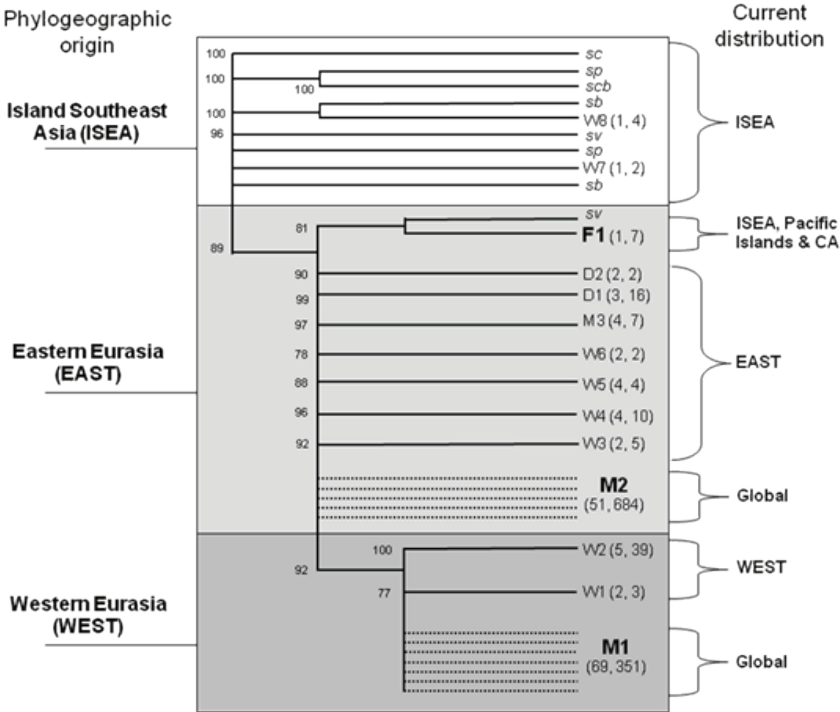 Phylogeographic
origin
Current
distribution
Island Southeast
Asia (ISEA)
100
sc
100
sp
100
scb
100
sb
W8 (1, 4)
96
sv
sp
W7 (1, 2)
sb
ISEA
Eastern Eurasia
(EAST)
89
81
sv
F1 (1, 7)
ISEA, Pacific
Islands & CA
90
D2 (2, 2)
99
D1 (3, 16)
97
M3 (4, 7)
78
W6 (2, 2)
88
W5 (4, 4)
96
W4 (4, 10)
92
W3 (2, 5)
EAST
M2
(51, 684)
Global
Western Eurasia
(WEST)
92
100
W2 (5, 39)
77
W1 (2, 3)
WEST
M1
(69, 351)
Global